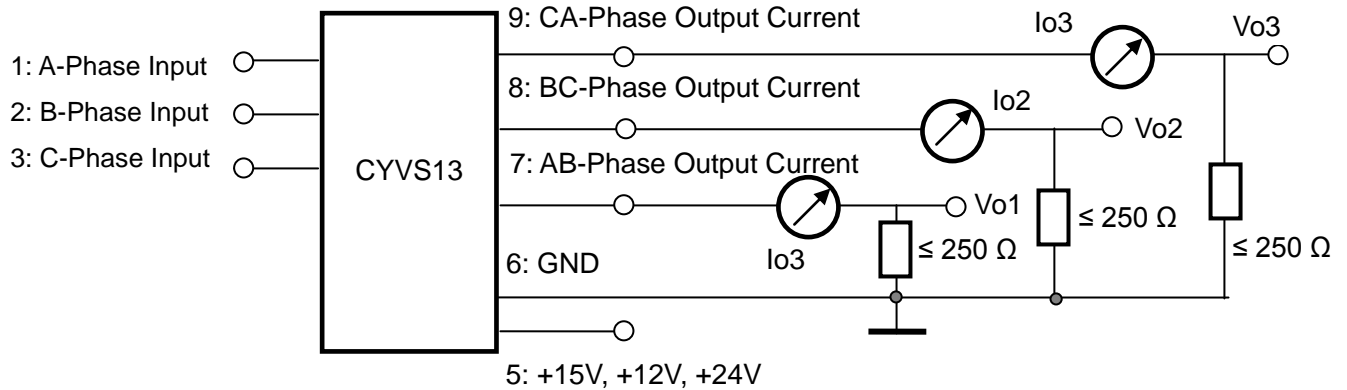 9: CA-Phase Output Current
Io3
Vo3
1: A-Phase Input
8: BC-Phase Output Current
Io2
2: B-Phase Input
Vo2
3: C-Phase Input
CYVS13
7: AB-Phase Output Current
Vo1
≤ 250 Ω
≤ 250 Ω
≤ 250 Ω
Io3
6: GND
5: +15V, +12V, +24V